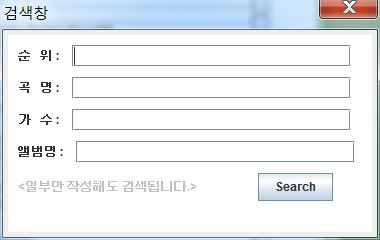 검색창
순 위 :
곡 명 :
가 수 :
앨범명 :
<일부만 작성해도 검색됩니다.>
Search